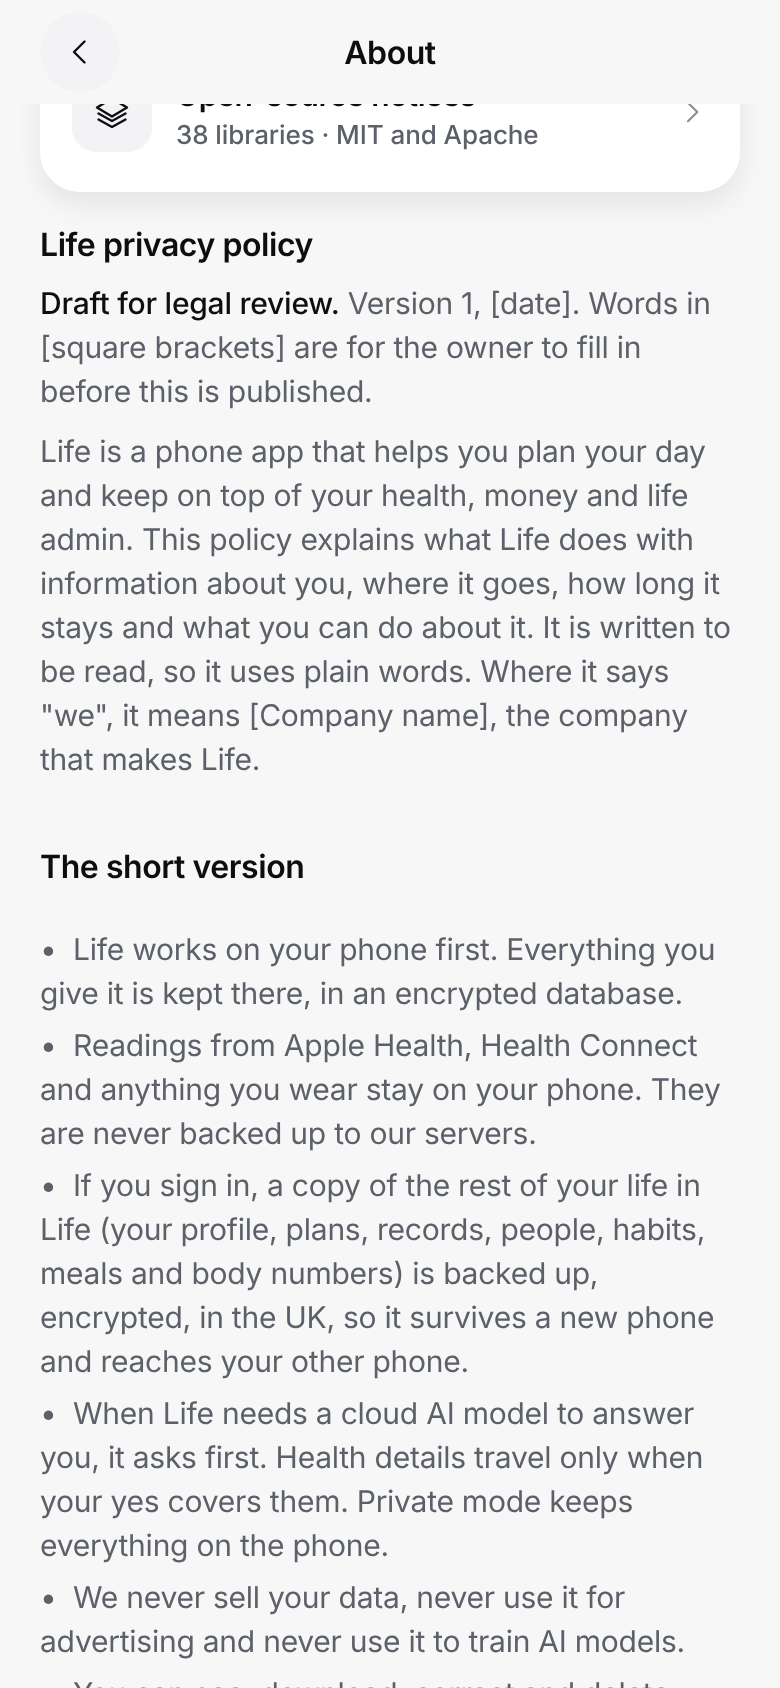 About
38 libraries · MIT and Apache
Life privacy policy
Draft for legal review. Version 1, [date]. Words in
[square brackets] are for the owner to fill in
before this is published.
Life is a phone app that helps you plan your day
and keep on top of your health, money and life
admin. This policy explains what Life does with
information about you, where it goes, how long it
stays and what you can do about it. It is written to
be read, so it uses plain words. Where it says
"we", it means [Company name], the company
that makes Life.
The short version
• Life works on your phone first. Everything you
give it is kept there, in an encrypted database.
• Readings from Apple Health, Health Connect
and anything you wear stay on your phone. They
are never backed up to our servers.
• If you sign in, a copy of the rest of your life in
Life (your profile, plans, records, people, habits,
meals and body numbers) is backed up,
encrypted, in the UK, so it survives a new phone
and reaches your other phone.
• When Life needs a cloud AI model to answer
you, it asks first. Health details travel only when
your yes covers them. Private mode keeps
everything on the phone.
• We never sell your data, never use it for
advertising and never use it to train AI models.